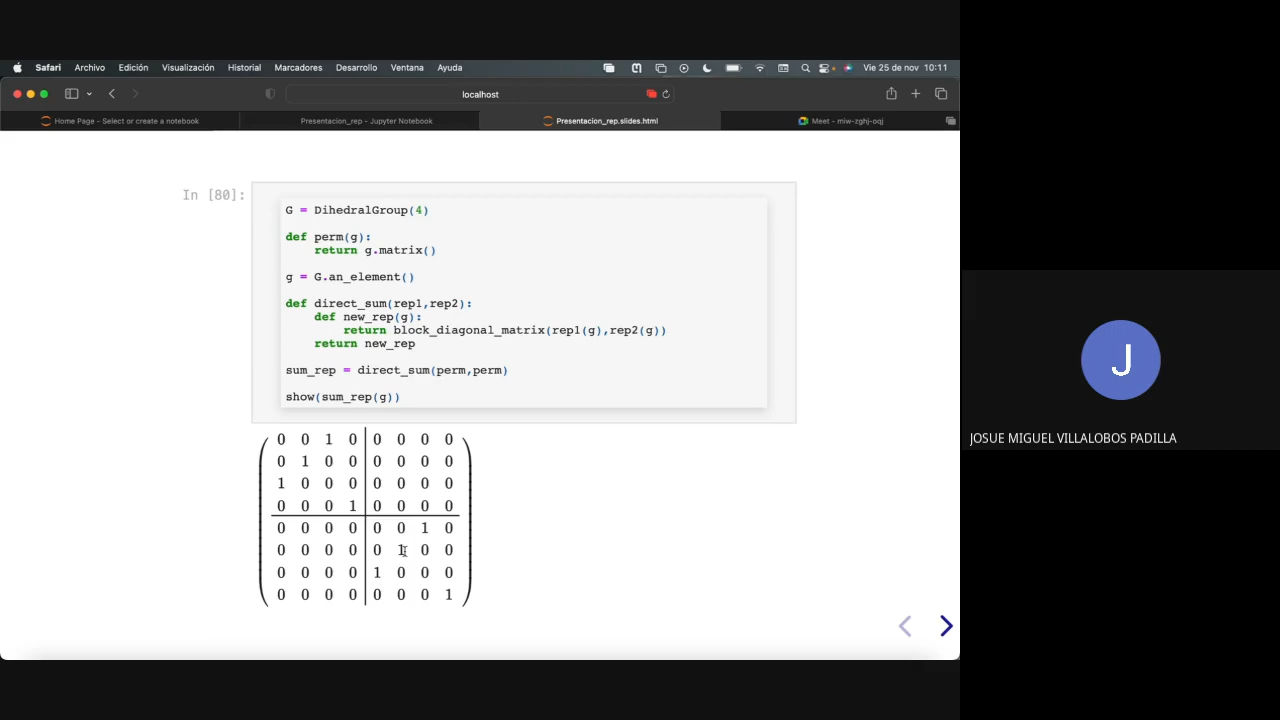 Safari Archivo Edición Visualización Historial Marcadores Desarrollo Ventana Ayuda Vie 25 de nov 10:11
localhost
Home Page - Select or create a notebook Presentacion_rep - Jupyter Notebook Presentacion_rep.slides.html Meet - miw-zghj-oqj
In [80]:
G = DihedralGroup(4)
def perm(g):
    return g.matrix()
g = G.an_element()
def direct_sum(rep1,rep2):
    def new_rep(g):
        return block_diagonal_matrix(rep1(g),rep2(g))
    return new_rep
sum_rep = direct_sum(perm,perm)
show(sum_rep(g))
0 0 1 0 0 0 0 0
0 1 0 0 0 0 0 0
1 0 0 0 0 0 0 0
0 0 0 1 0 0 0 0
0 0 0 0 0 0 1 0
0 0 0 0 0 1 0 0
0 0 0 0 1 0 0 0
0 0 0 0 0 0 0 1
J
JOSUE MIGUEL VILLALOBOS PADILLA